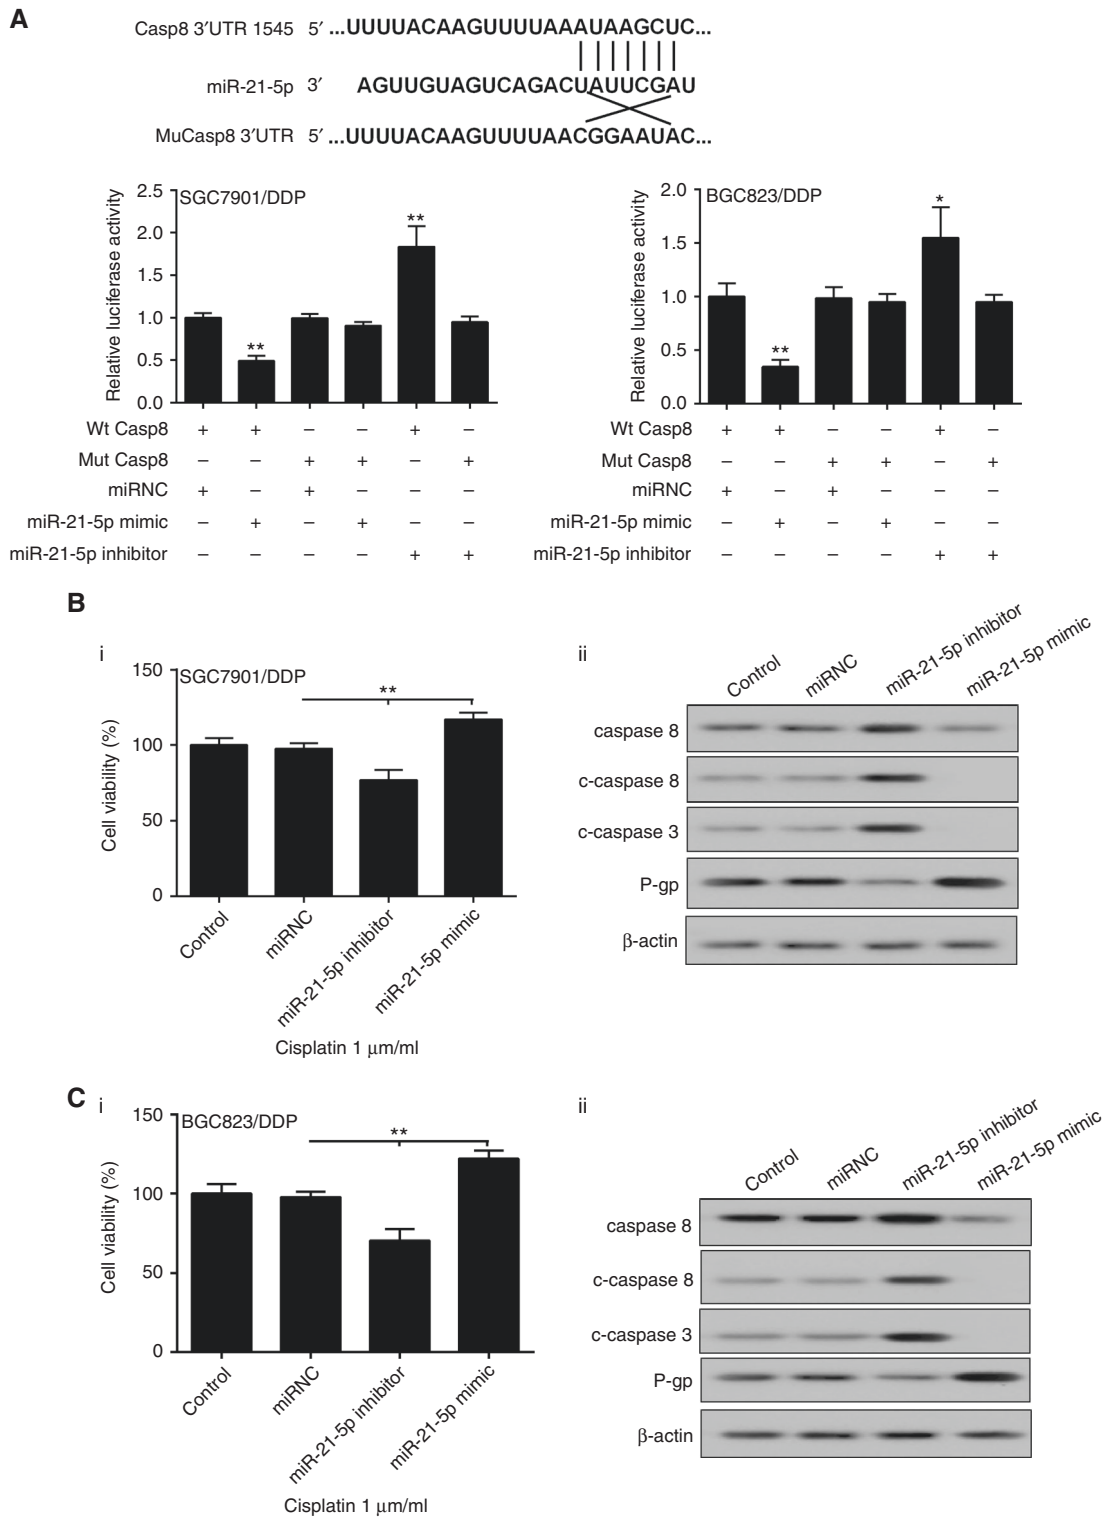 A
Casp8 3′UTR 1545 5′ ...UUUUACAAGUUUUAAAUAAGCUC...
miR-21-5p 3′ AGUUGUAGUCAGACUAUUCGAU
MuCasp8 3′UTR 5′ ...UUUUACAAGUUUUAACGGAAUAC...
SGC7901/DDP
Relative luciferase activity
2.5
2.0
1.5
1.0
0.5
0.0
**
**
Wt Casp8 + + – – + –
Mut Casp8 – – + + – +
miRNC + – + – – –
miR-21-5p mimic – + – + – –
miR-21-5p inhibitor – – – – + +
BGC823/DDP
Relative luciferase activity
2.0
1.5
1.0
0.5
0.0
**
*
Wt Casp8 + + – – + –
Mut Casp8 – – + + – +
miRNC + – + – – –
miR-21-5p mimic – + – + – –
miR-21-5p inhibitor – – – – + +
B
i
SGC7901/DDP
Cell viability (%)
150
100
50
0
**
Control
miRNC
miR-21-5p inhibitor
miR-21-5p mimic
Cisplatin 1 μm/ml
ii
Control
miRNC
miR-21-5p inhibitor
miR-21-5p mimic
caspase 8
c-caspase 8
c-caspase 3
P-gp
β-actin
C
i
BGC823/DDP
Cell viability (%)
150
100
50
0
**
Control
miRNC
miR-21-5p inhibitor
miR-21-5p mimic
Cisplatin 1 μm/ml
ii
Control
miRNC
miR-21-5p inhibitor
miR-21-5p mimic
caspase 8
c-caspase 8
c-caspase 3
P-gp
β-actin